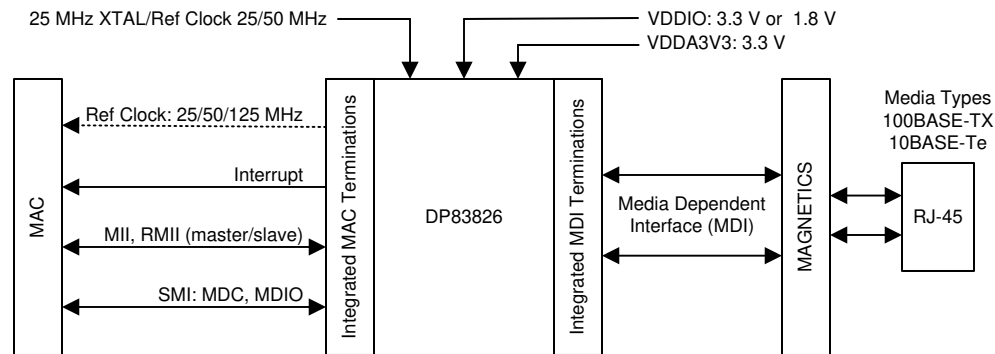 25 MHz XTAL/Ref Clock 25/50 MHz
VDDIO: 3.3 V or 1.8 V
VDDA3V3: 3.3 V
MAC
Ref Clock: 25/50/125 MHz
Interrupt
MII, RMII (master/slave)
SMI: MDC, MDIO
Integrated MAC Terminations
DP83826
Integrated MDI Terminations
Media Dependent
Interface (MDI)
MAGNETICS
Media Types
100BASE-TX
10BASE-Te
RJ-45